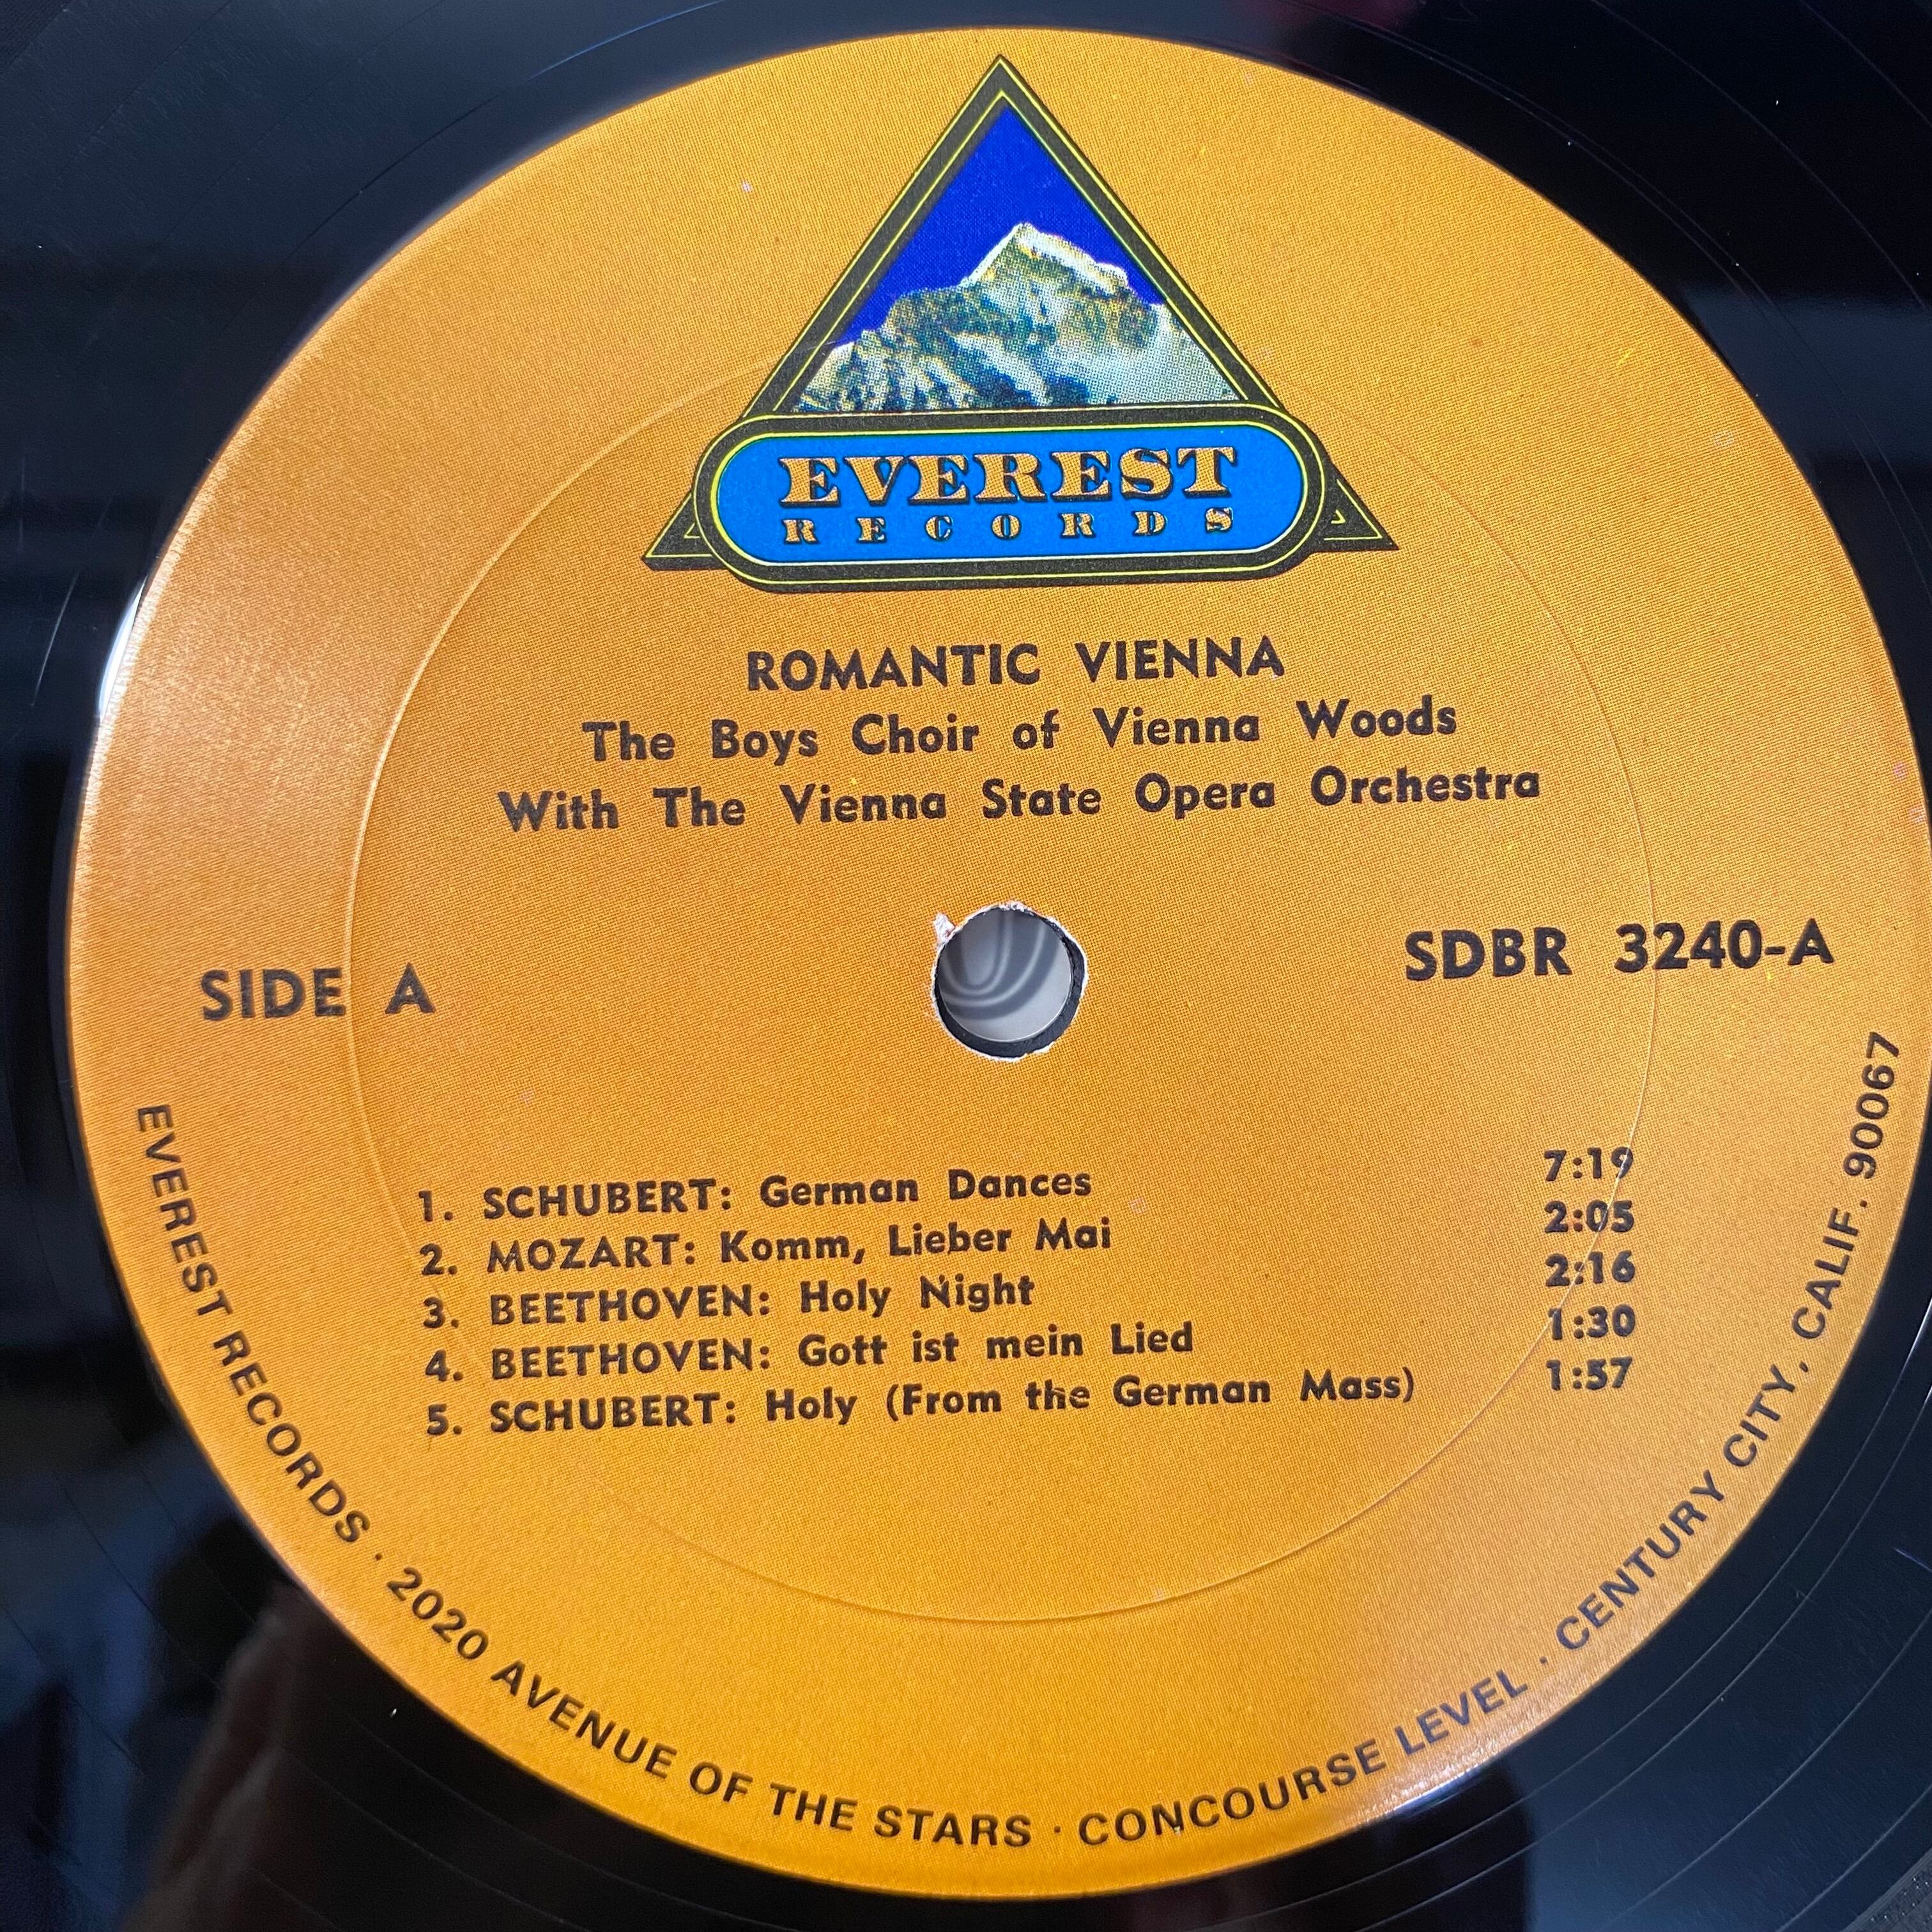 EVEREST
RECORDS
ROMANTIC VIENNA
The Boys Choir of Vienna Woods
With The Vienna State Opera Orchestra
SIDE A
SDBR 3240-A
1. SCHUBERT: German Dances 7:19
2. MOZART: Komm, Lieber Mai 2:05
3. BEETHOVEN: Holy Night 2:16
4. BEETHOVEN: Gott ist mein Lied 1:30
5. SCHUBERT: Holy (From the German Mass) 1:57
EVEREST RECORDS · 2020 AVENUE OF THE STARS · CONCOURSE LEVEL · CENTURY CITY, CALIF. 90067